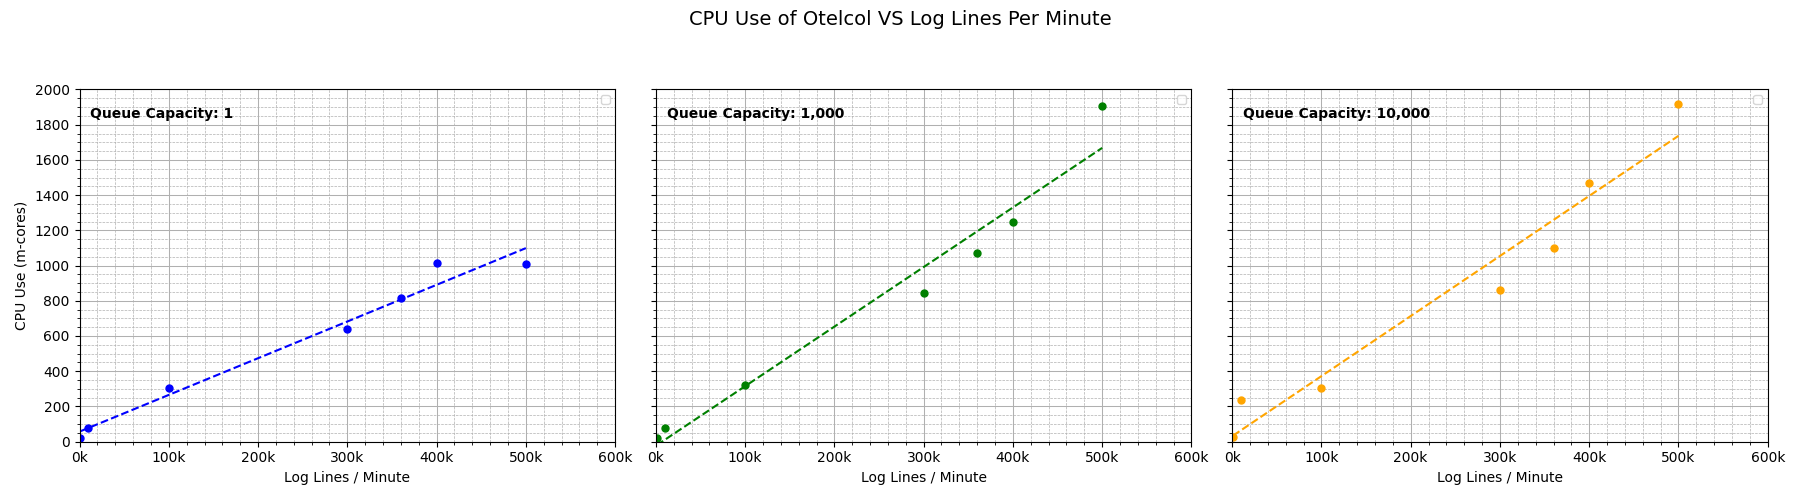 CPU Use of Otelcol VS Log Lines Per Minute
CPU Use (m-cores)
2000
1800
1600
1400
1200
1000
800
600
400
200
0
Queue Capacity: 1
0k 100k 200k 300k 400k 500k 600k
Log Lines / Minute
Queue Capacity: 1,000
0k 100k 200k 300k 400k 500k 600k
Log Lines / Minute
Queue Capacity: 10,000
0k 100k 200k 300k 400k 500k 600k
Log Lines / Minute